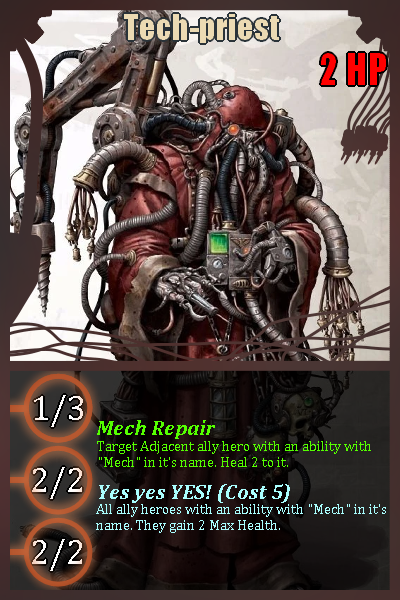 Tech-priest
2 HP
1/3
Mech Repair
Target Adjacent ally hero with an ability with
"Mech" in it's name. Heal 2 to it.
2/2
Yes yes YES! (Cost 5)
All ally heroes with an ability with "Mech" in it's
name. They gain 2 Max Health.
2/2